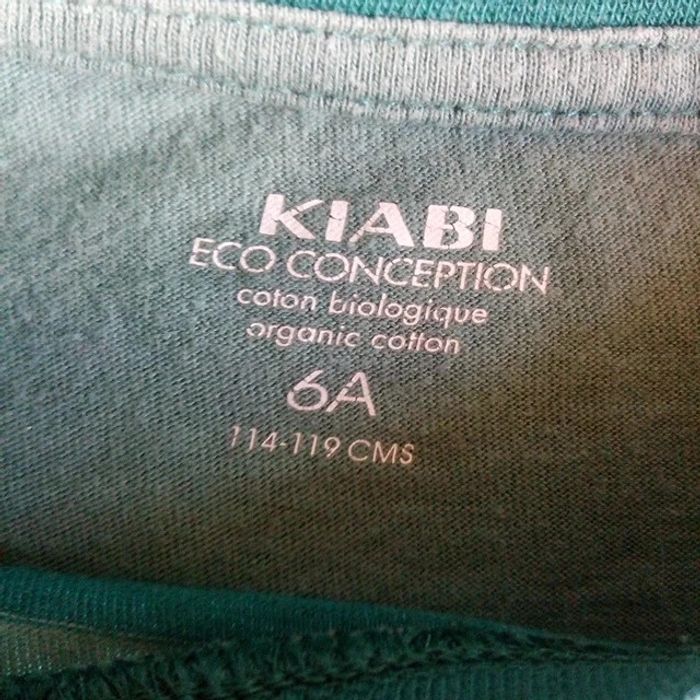 KIABI
ECO CONCEPTION
coton biologique
organic cotton
6A
114-119 CMS